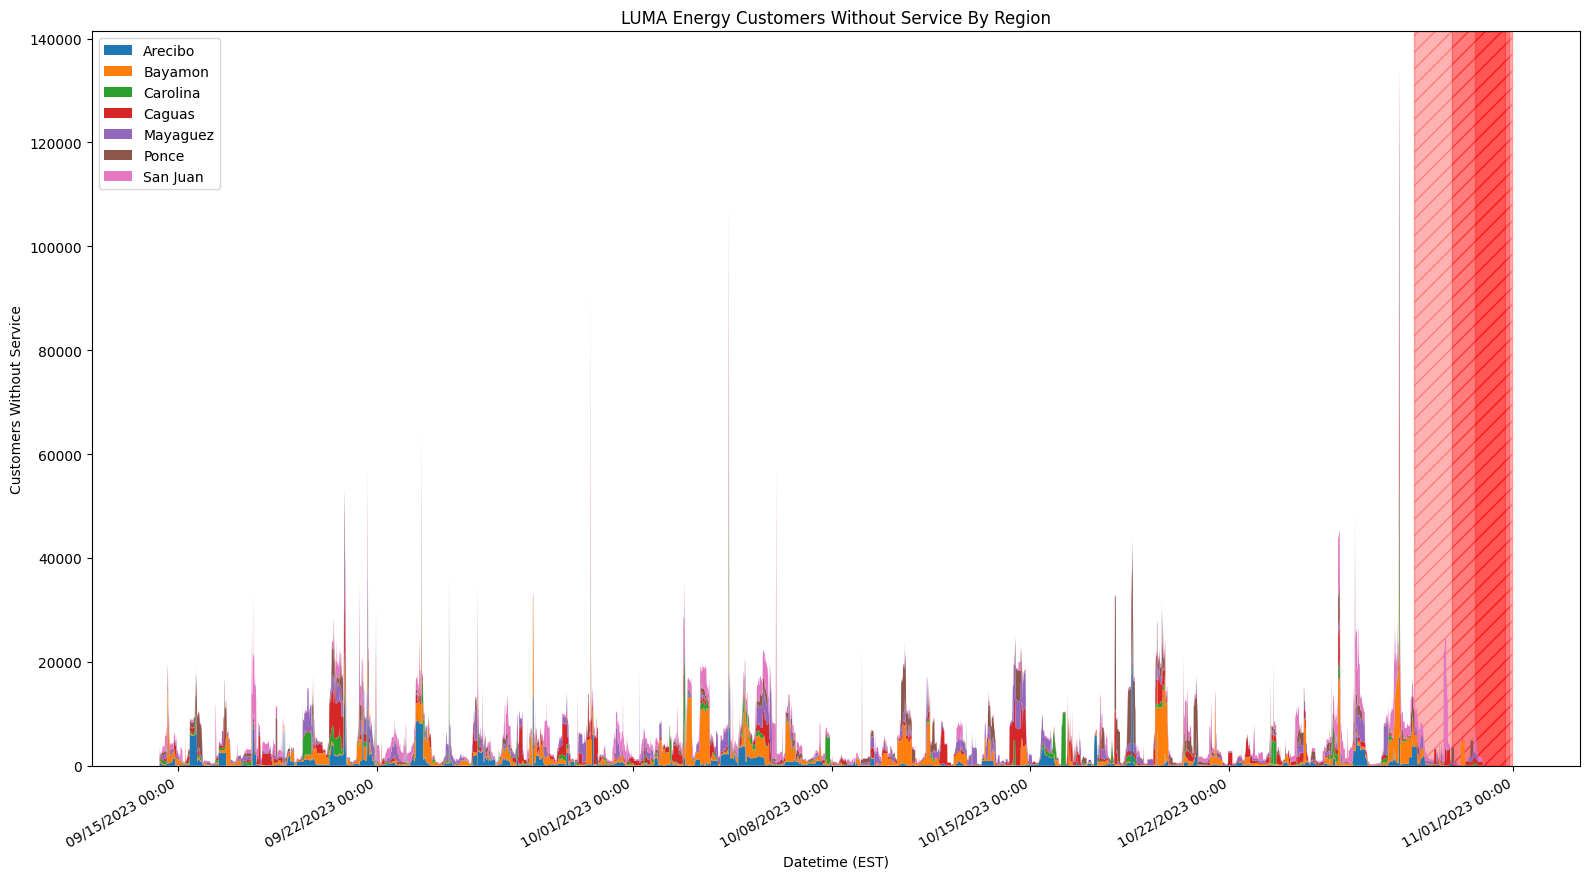 LUMA Energy Customers Without Service By Region
140000
120000
100000
80000
60000
40000
20000
0
Customers Without Service
Arecibo
Bayamon
Carolina
Caguas
Mayaguez
Ponce
San Juan
09/15/2023 00:00
09/22/2023 00:00
10/01/2023 00:00
10/08/2023 00:00
10/15/2023 00:00
10/22/2023 00:00
11/01/2023 00:00
Datetime (EST)